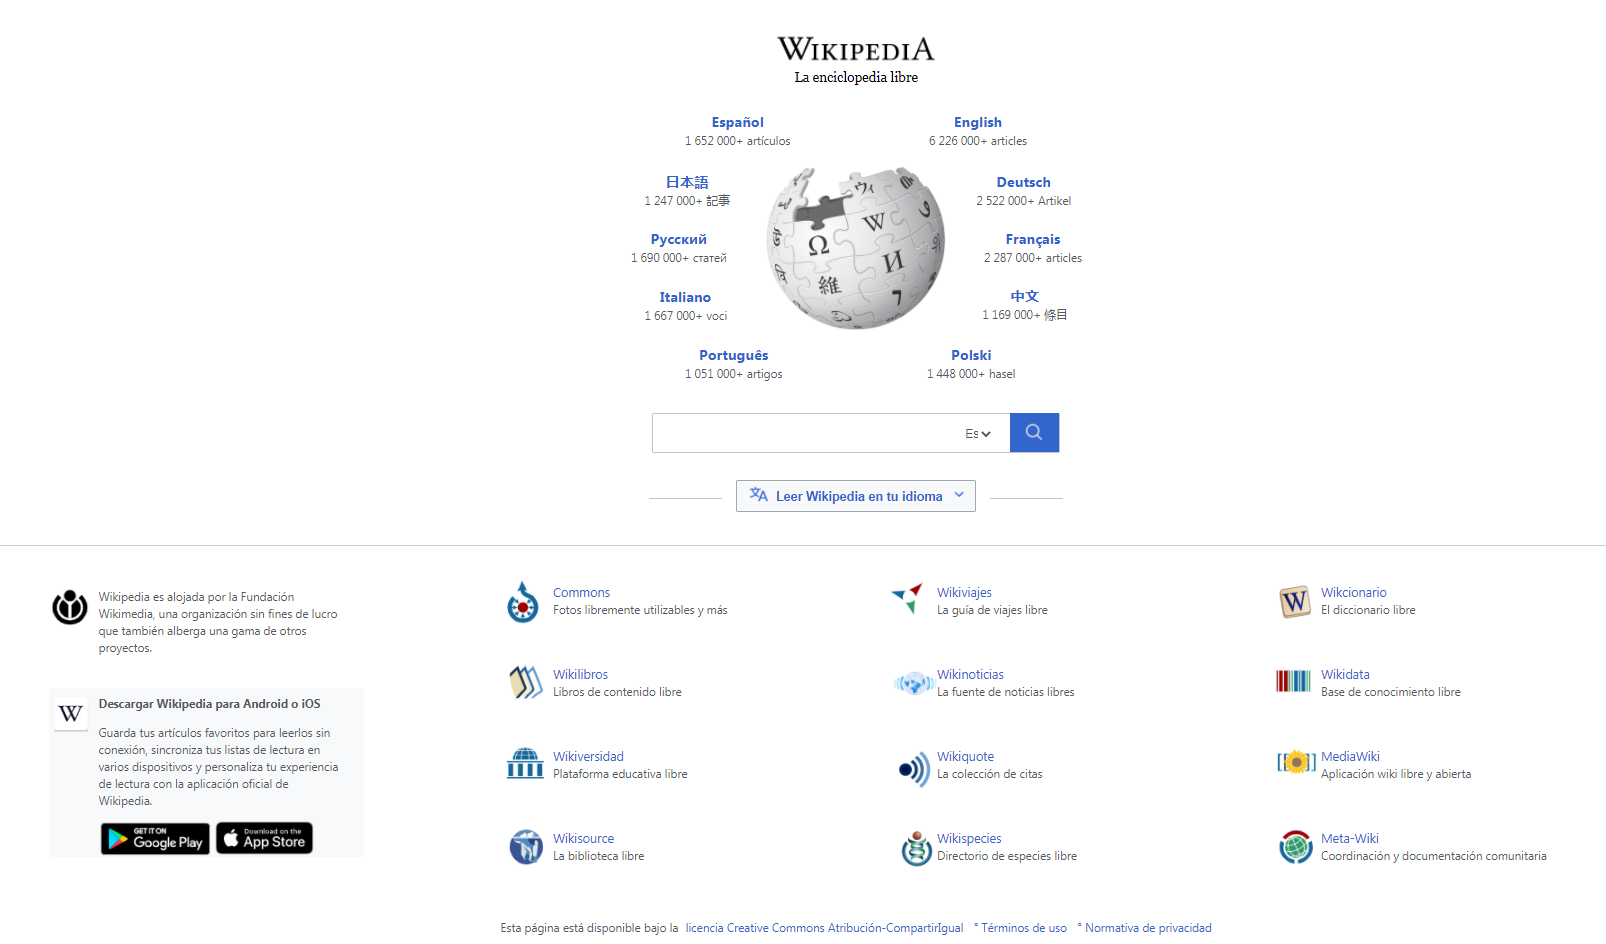 WIKIPEDIA
La enciclopedia libre
Español
1 652 000+ artículos
English
6 226 000+ articles
日本語
1 247 000+ 記事
Deutsch
2 522 000+ Artikel
Русский
1 690 000+ статей
Français
2 287 000+ articles
Italiano
1 667 000+ voci
中文
1 169 000+ 條目
Português
1 051 000+ artigos
Polski
1 448 000+ haseł
Ω
W
И
維
ウィ
7
Es
Leer Wikipedia en tu idioma
Wikipedia es alojada por la Fundación
Wikimedia, una organización sin fines de lucro
que también alberga una gama de otros
proyectos.
W
Descargar Wikipedia para Android o iOS
Guarda tus artículos favoritos para leerlos sin
conexión, sincroniza tus listas de lectura en
varios dispositivos y personaliza tu experiencia
de lectura con la aplicación oficial de
Wikipedia.
GET IT ON
Google Play
Download on the
App Store
Commons
Fotos libremente utilizables y más
Wikiviajes
La guía de viajes libre
W
Wikcionario
El diccionario libre
Wikilibros
Libros de contenido libre
Wikinoticias
La fuente de noticias libres
Wikidata
Base de conocimiento libre
Wikiversidad
Plataforma educativa libre
Wikiquote
La colección de citas
MediaWiki
Aplicación wiki libre y abierta
Wikisource
La biblioteca libre
Wikispecies
Directorio de especies libre
Meta-Wiki
Coordinación y documentación comunitaria
Esta página está disponible bajo la licencia Creative Commons Atribución-CompartirIgual ° Términos de uso ° Normativa de privacidad